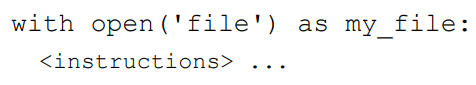 with open('file') as my_file:
<instructions> ...